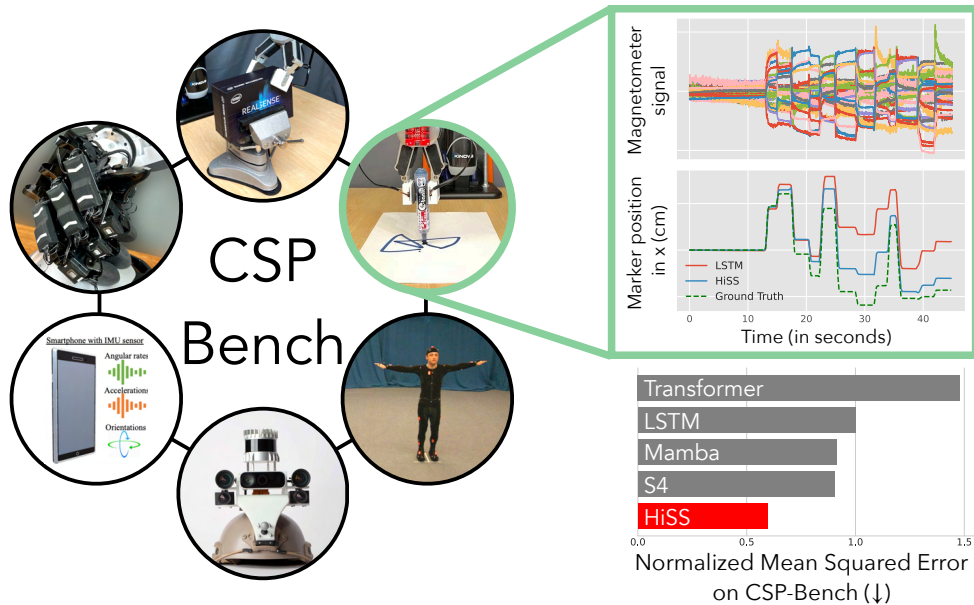 CSP
Bench
intel
REALSENSE
Smartphone with IMU sensor
Angular rates
Accelerations
Orientations
Magnetometer
signal
Marker position
in x (cm)
LSTM
HiSS
Ground Truth
0
10
20
30
40
Time (in seconds)
Transformer
LSTM
Mamba
S4
HiSS
0.0
0.5
1.0
1.5
Normalized Mean Squared Error
on CSP-Bench (↓)